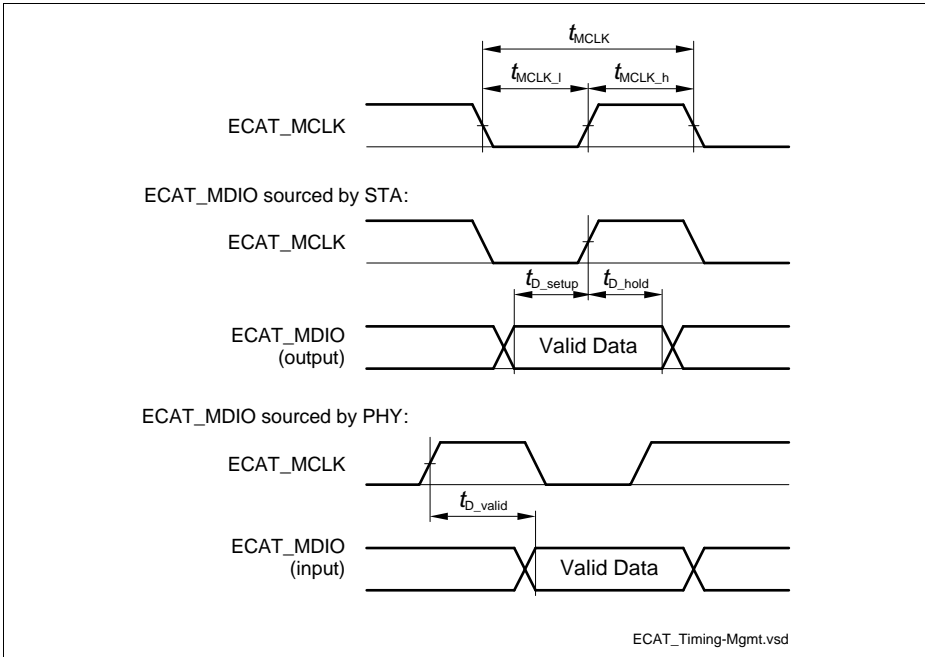 tMCLK
tMCLK_l
tMCLK_h
ECAT_MCLK
ECAT_MDIO sourced by STA:
ECAT_MCLK
tD_setup
tD_hold
ECAT_MDIO
(output)
Valid Data
ECAT_MDIO sourced by PHY:
ECAT_MCLK
tD_valid
ECAT_MDIO
(input)
Valid Data
ECAT_Timing-Mgmt.vsd